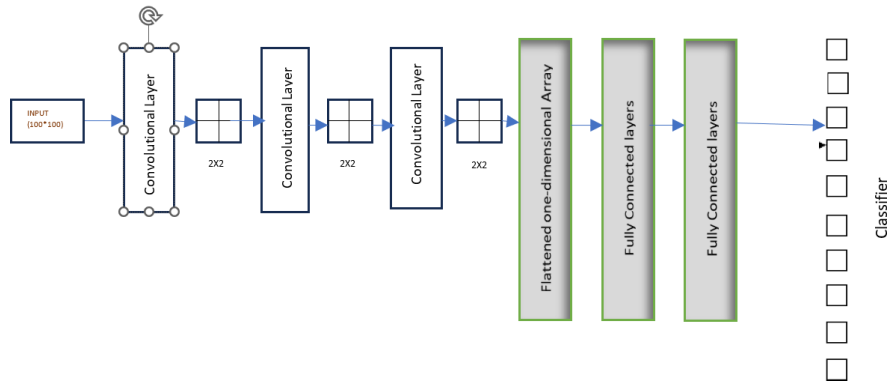 INPUT
(100*100)
Convolutional Layer
2X2
Convolutional Layer
2X2
Convolutional Layer
2X2
Flattened one-dimensional Array
Fully Connected layers
Fully Connected layers
Classifier